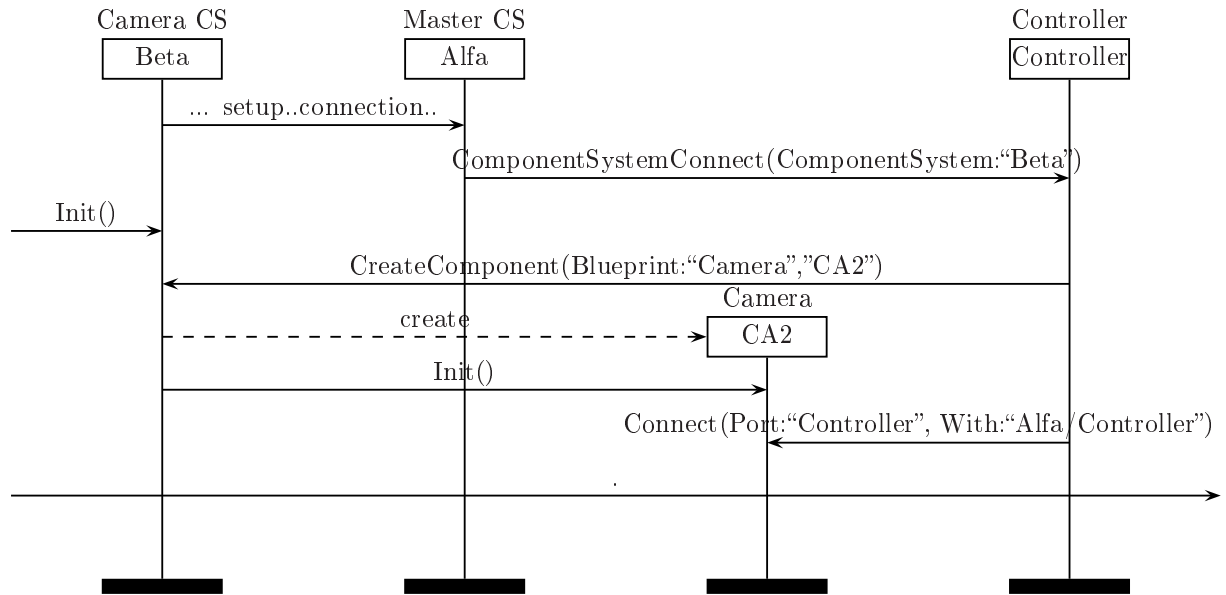 Camera CS
Master CS
Controller
Beta
Alfa
Controller
... setup..connection..
ComponentSystemConnect(ComponentSystem:“Beta”)
Init()
CreateComponent(Blueprint:“Camera”,”CA2”)
Camera
create
CA2
Init()
Connect(Port:“Controller”, With:“Alfa/Controller”)
.